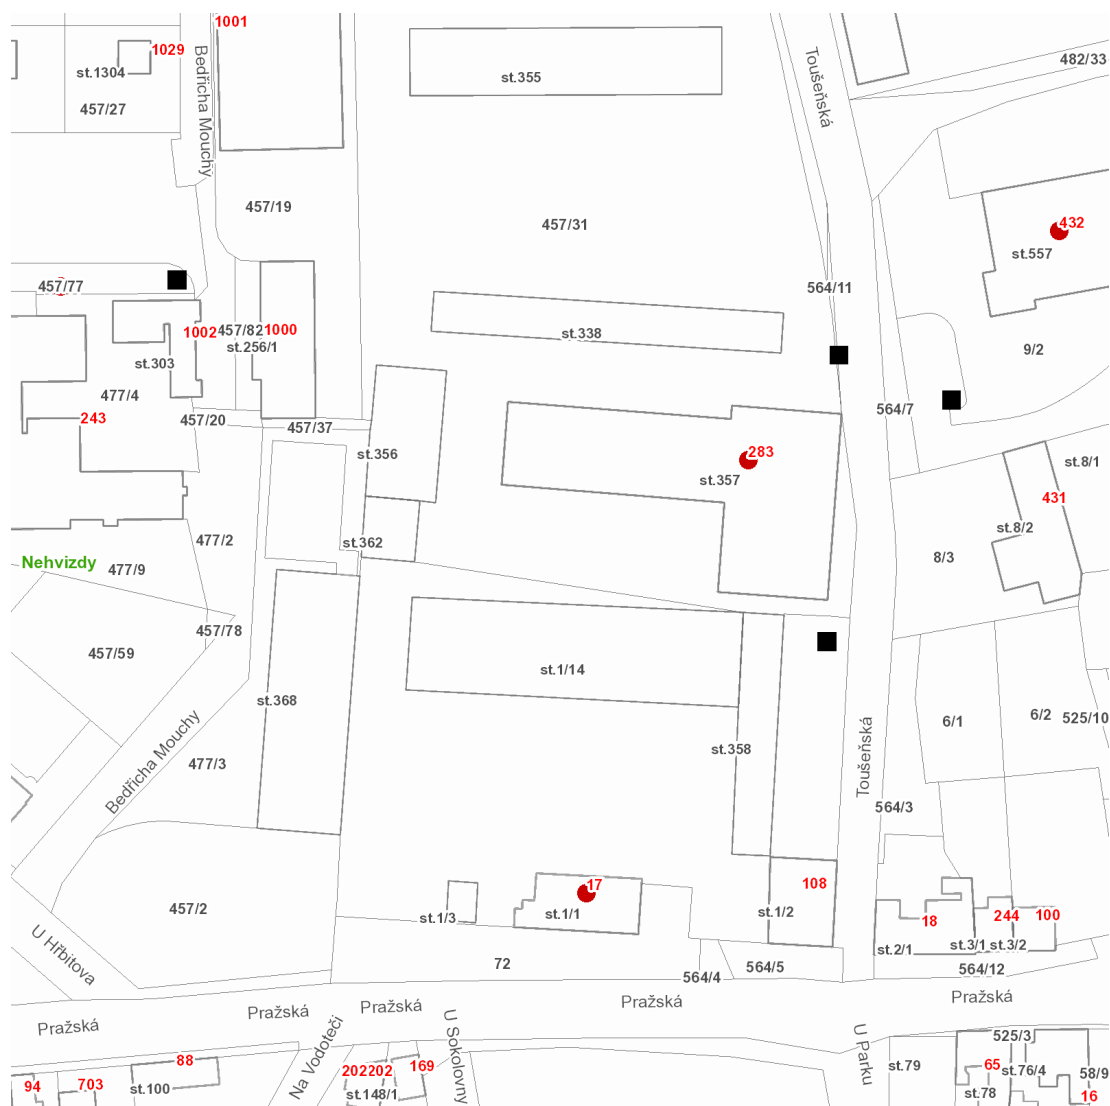 1001
1029
st.1304
Bedřicha Mouchy
st.355
Toušeňská
482/33
457/27
457/19
457/31
432
st.557
457/77
564/11
1002
457/82
1000
st.256/1
st.338
st.303
9/2
477/4
243
457/20
457/37
564/7
st.356
283
st.357
st.8/1
431
st.8/2
477/2
st.362
Nehvizdy
477/9
8/3
457/78
457/59
st.1/14
st.368
6/1
6/2
525/10
Bedřicha Mouchy
477/3
st.358
Toušeňská
564/3
17
108
457/2
st.1/3
st.1/1
st.1/2
18
244
100
st.2/1
st.3/1
st.3/2
U Hřbitova
72
564/4
564/5
564/12
Pražská
Pražská
Pražská
Pražská
Pražská
Na Vodoteči
U Sokolovny
U Parku
525/3
88
94
703
st.100
202
202
169
st.148/1
st.79
65
st.76/4
58/9
st.78
16